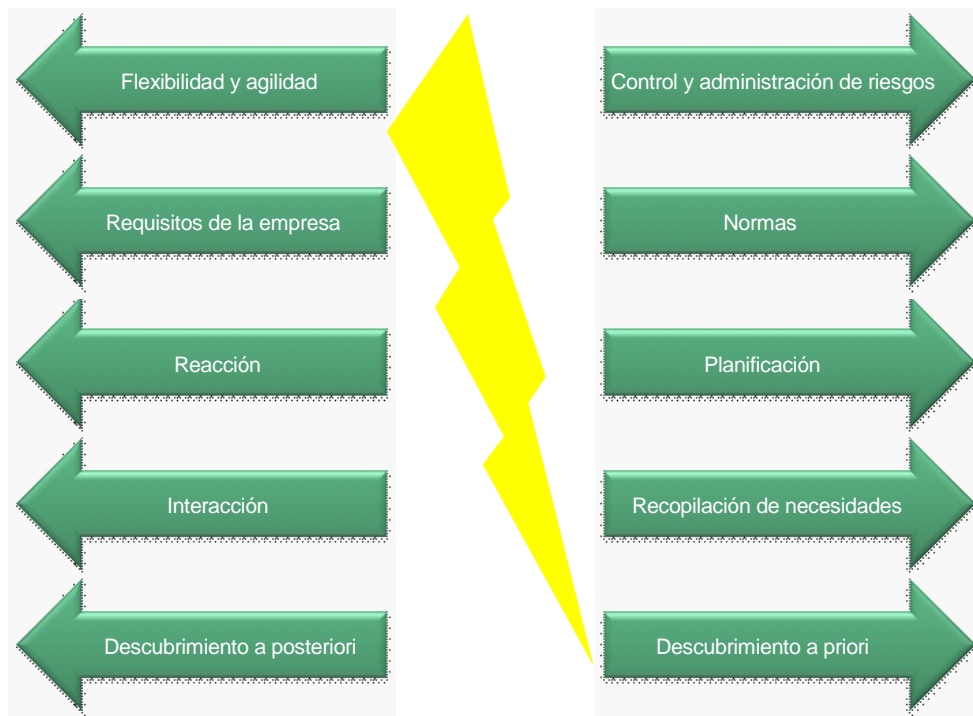 Flexibilidad y agilidad
Control y administración de riesgos
Requisitos de la empresa
Normas
Reacción
Planificación
Interacción
Recopilación de necesidades
Descubrimiento a posteriori
Descubrimiento a priori